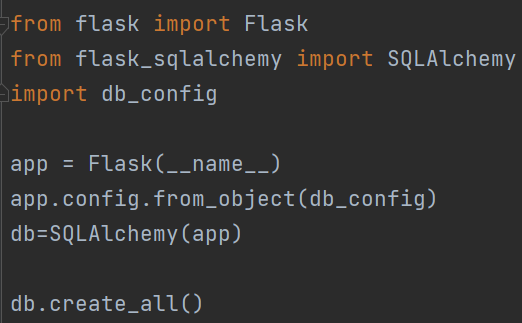 from flask import Flask
from flask_sqlalchemy import SQLAlchemy
import db_config
app = Flask(__name__)
app.config.from_object(db_config)
db=SQLAlchemy(app)
db.create_all()